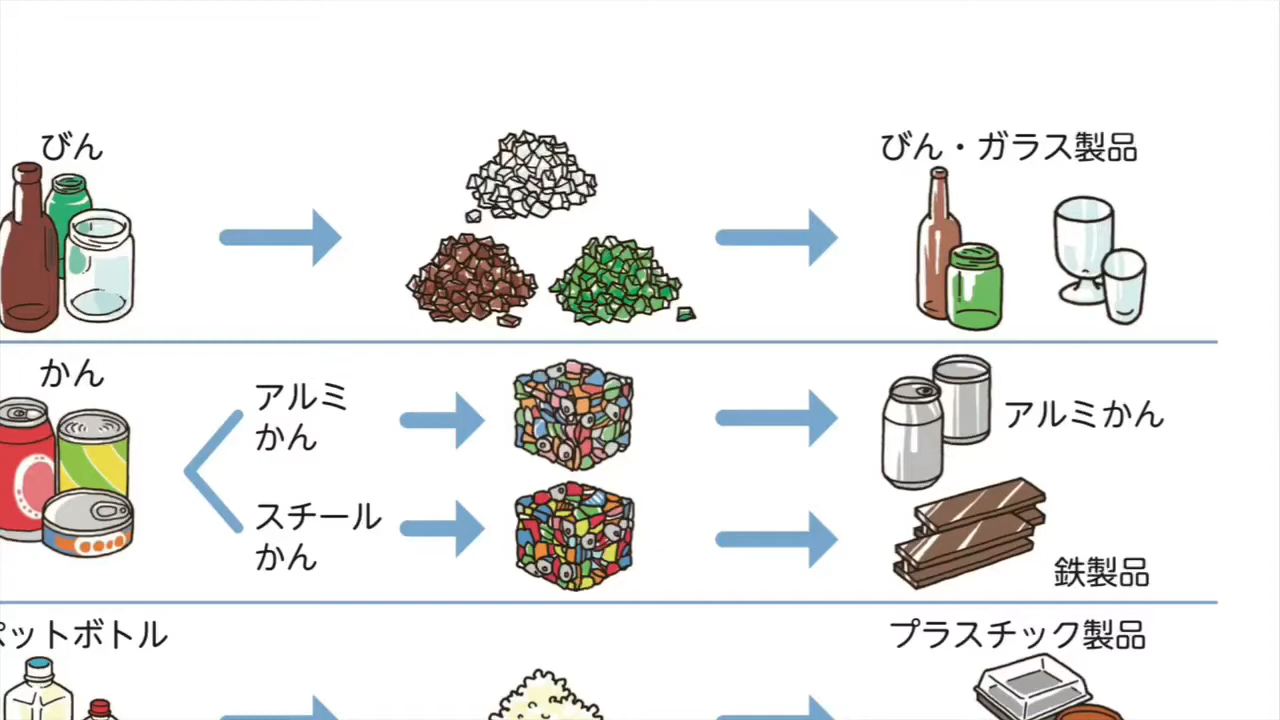 びん
びん・ガラス製品
かん
アルミ
かん
アルミかん
スチール
かん
鉄製品
ペットボトル
プラスチック製品